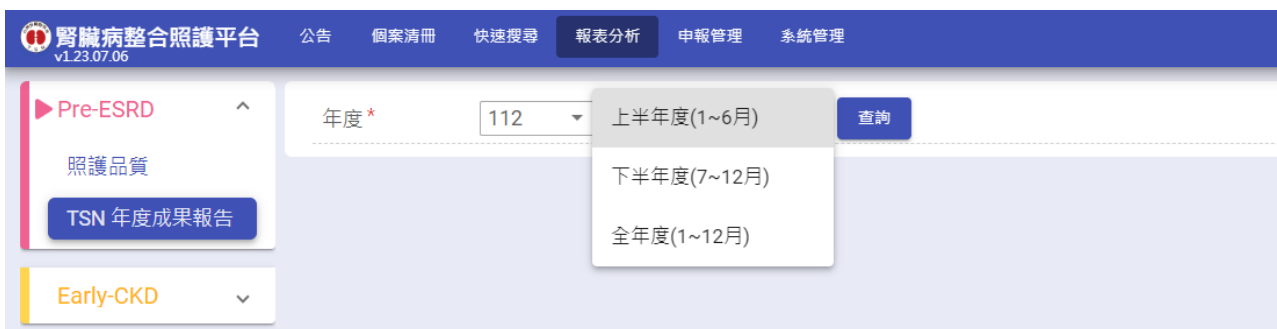 腎臟病整合照護平台
v1.23.07.06
公告 個案清冊 快速搜尋 報表分析 申報管理 系統管理
Pre-ESRD
照護品質
TSN 年度成果報告
Early-CKD
年度* 112 查詢
上半年度(1~6月)
下半年度(7~12月)
全年度(1~12月)